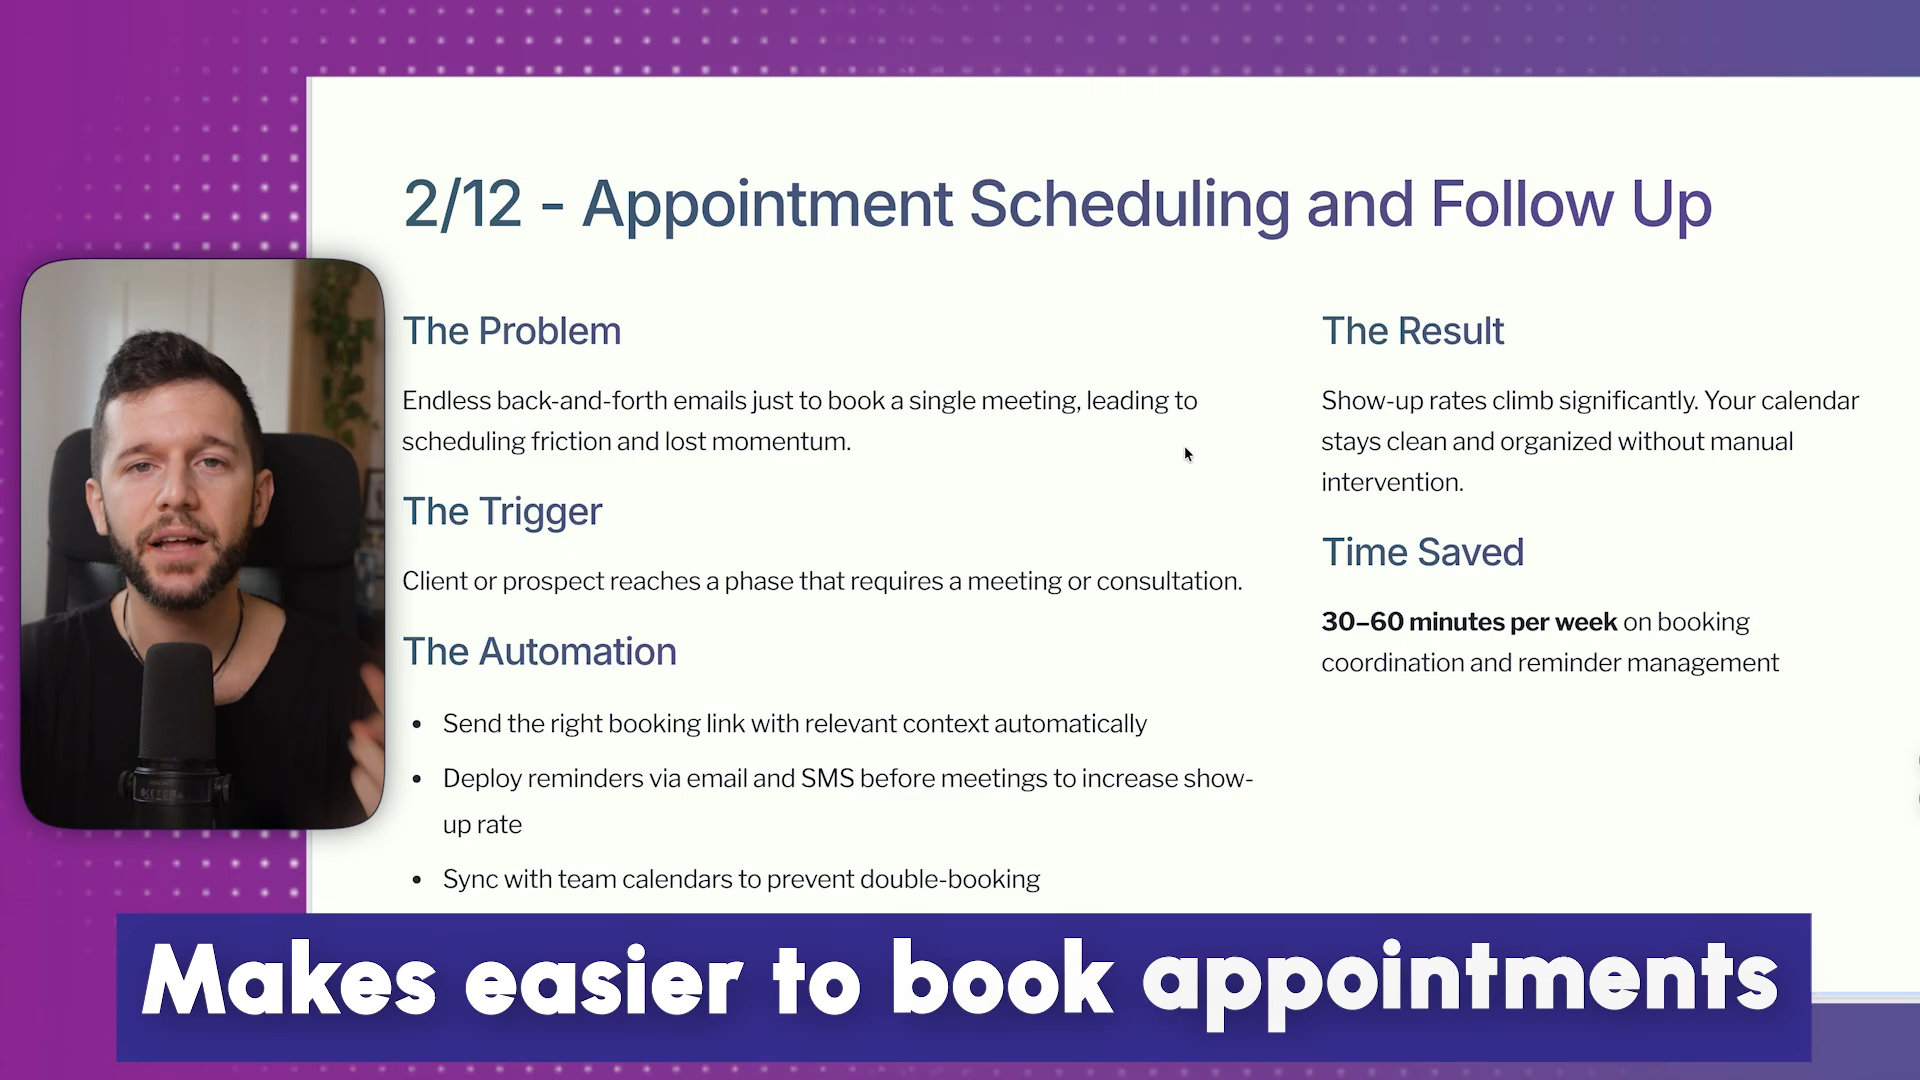 2/12 - Appointment Scheduling and Follow Up
The Problem
Endless back-and-forth emails just to book a single meeting, leading to
scheduling friction and lost momentum.
The Trigger
Client or prospect reaches a phase that requires a meeting or consultation.
The Automation
• Send the right booking link with relevant context automatically
• Deploy reminders via email and SMS before meetings to increase show-
up rate
• Sync with team calendars to prevent double-booking
The Result
Show-up rates climb significantly. Your calendar
stays clean and organized without manual
intervention.
Time Saved
30–60 minutes per week on booking
coordination and reminder management
Makes easier to book appointments